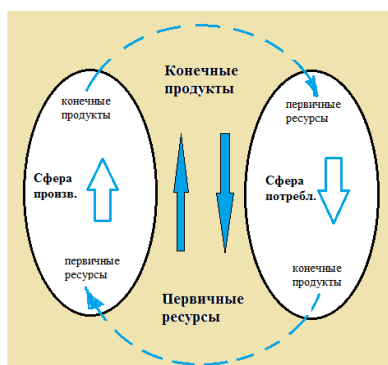 Конечные
продукты
конечные
продукты
первичные
ресурсы
Сфера
произв.
Сфера
потребл.
первичные
ресурсы
конечные
продукты
Первичные
ресурсы